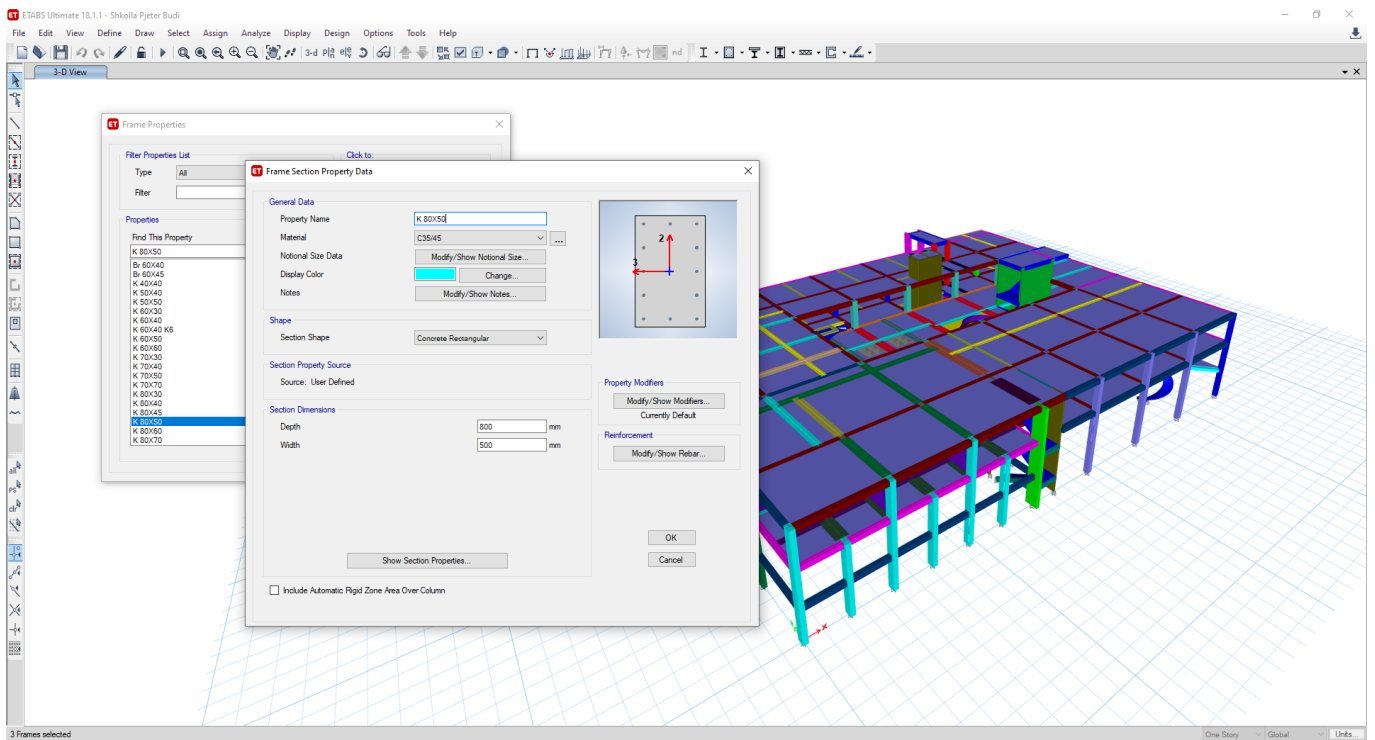 ETABS Ultimate 18.1.1 - Shkolla Pjeter Budi
File Edit View Define Draw Select Assign Analyze Display Design Options Tools Help
3-d
nd
3-D View
Frame Properties
Filter Properties List
Click to:
Type
All
Filter
Properties
Find This Property
K 80X50
Br 60X40
Br 60X45
K 40X40
K 50X40
K 50X50
K 60X30
K 60X40
K 60X40 K6
K 60X50
K 60X60
K 70X30
K 70X40
K 70X50
K 70X70
K 80X30
K 80X40
K 80X45
K 80X50
K 80X60
K 80X70
Frame Section Property Data
General Data
Property Name
K 80X50
Material
C35/45
...
Notional Size Data
Modify/Show Notional Size...
Display Color
Change...
Notes
Modify/Show Notes...
Shape
Section Shape
Concrete Rectangular
Section Property Source
Source: User Defined
Section Dimensions
Depth
800
mm
Width
500
mm
Show Section Properties...
Include Automatic Rigid Zone Area Over Column
2
3
Property Modifiers
Modify/Show Modifiers...
Currently Default
Reinforcement
Modify/Show Rebar...
OK
Cancel
all
PS
clr
X
3 Frames selected
One Story
Global
Units...